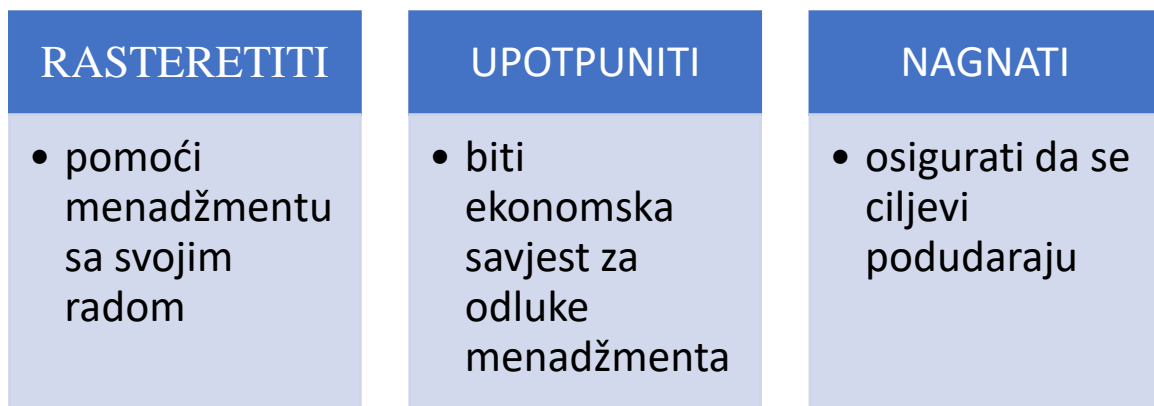 RASTERETITI
• pomoći
menadžmentu
sa svojim
radom
UPOTPUNITI
• biti
ekonomska
savjest za
odluke
menadžmenta
NAGNATI
• osigurati da se
ciljevi
podudaraju